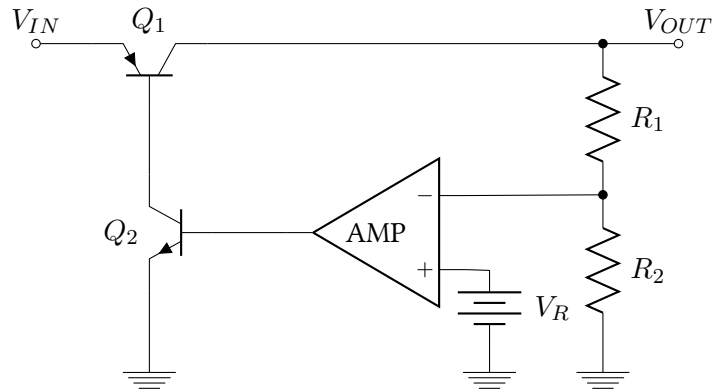 V_IN Q_1 V_OUT
R_1
−
Q_2 AMP
+ R_2
V_R